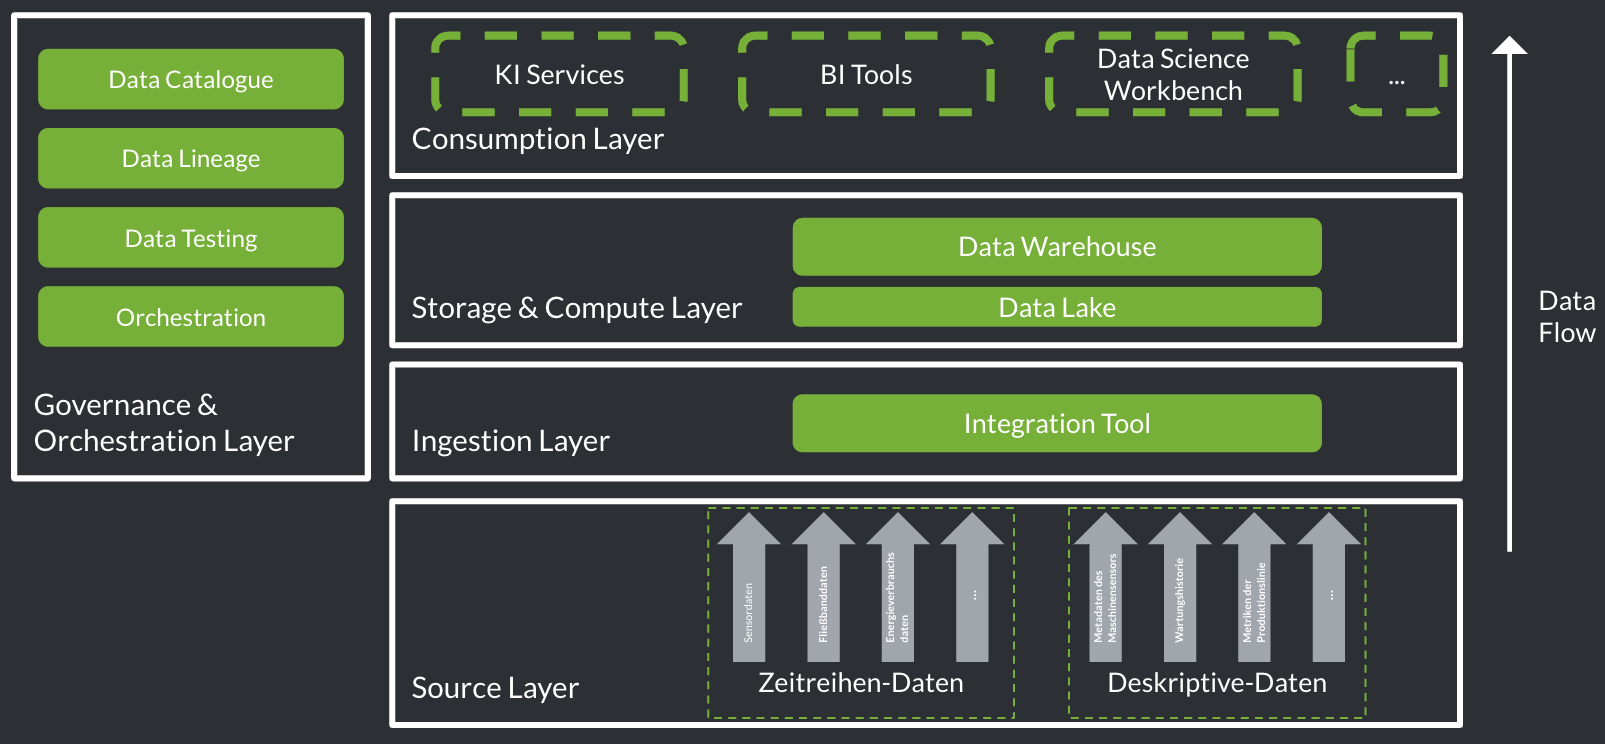 Data Catalogue
Data Lineage
Data Testing
Orchestration
Governance &
Orchestration Layer
KI Services
BI Tools
Data Science
Workbench
...
Consumption Layer
Data Warehouse
Storage & Compute Layer
Data Lake
Integration Tool
Ingestion Layer
Sensordaten
Fließbanddaten
Energieverbrauchs
daten
...
Zeitreihen-Daten
Metadaten des
Maschinensensors
Wartungshistorie
Metriken der
Produktionslinie
...
Deskriptive-Daten
Source Layer
Data
Flow